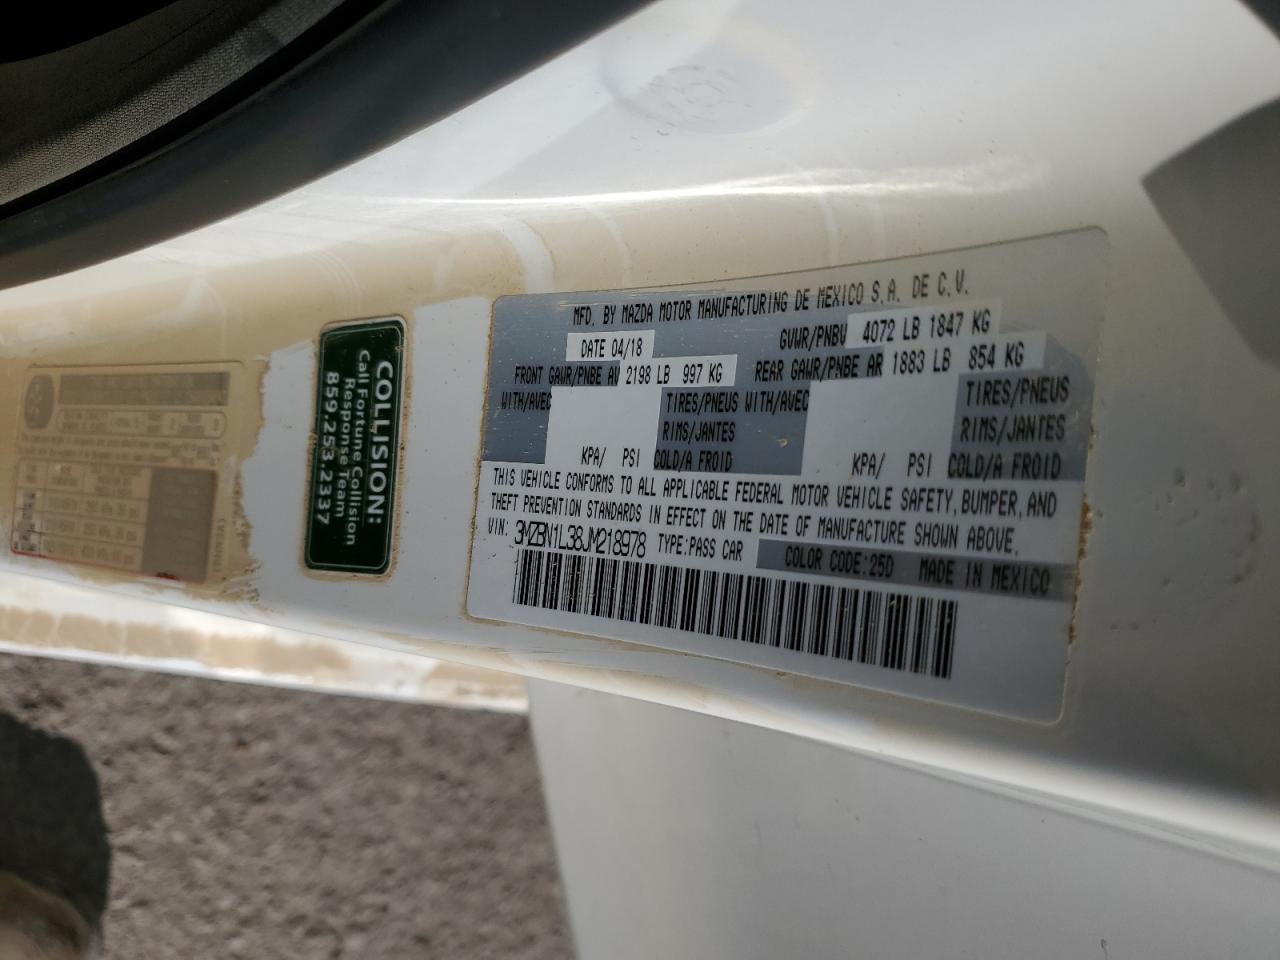 MFD. BY MAZDA MOTOR MANUFACTURING DE MEXICO S.A. DE C.V.
DATE 04/18 GVWR/PNBV 4072 LB 1847 KG
FRONT GAWR/PNBE AV 2198 LB 997 KG REAR GAWR/PNBE AR 1883 LB 854 KG
WITH/AVEC TIRES/PNEUS WITH/AVEC TIRES/PNEUS
RIMS/JANTES RIMS/JANTES
KPA/ PSI COLD/A FROID KPA/ PSI COLD/A FROID
THIS VEHICLE CONFORMS TO ALL APPLICABLE FEDERAL MOTOR VEHICLE SAFETY, BUMPER, AND
THEFT PREVENTION STANDARDS IN EFFECT ON THE DATE OF MANUFACTURE SHOWN ABOVE.
VIN: 3MZBN1L38JM218978 TYPE:PASS CAR COLOR CODE:25D MADE IN MEXICO
COLLISION:
Call Fortune Collision
Response Team
859.253.2337